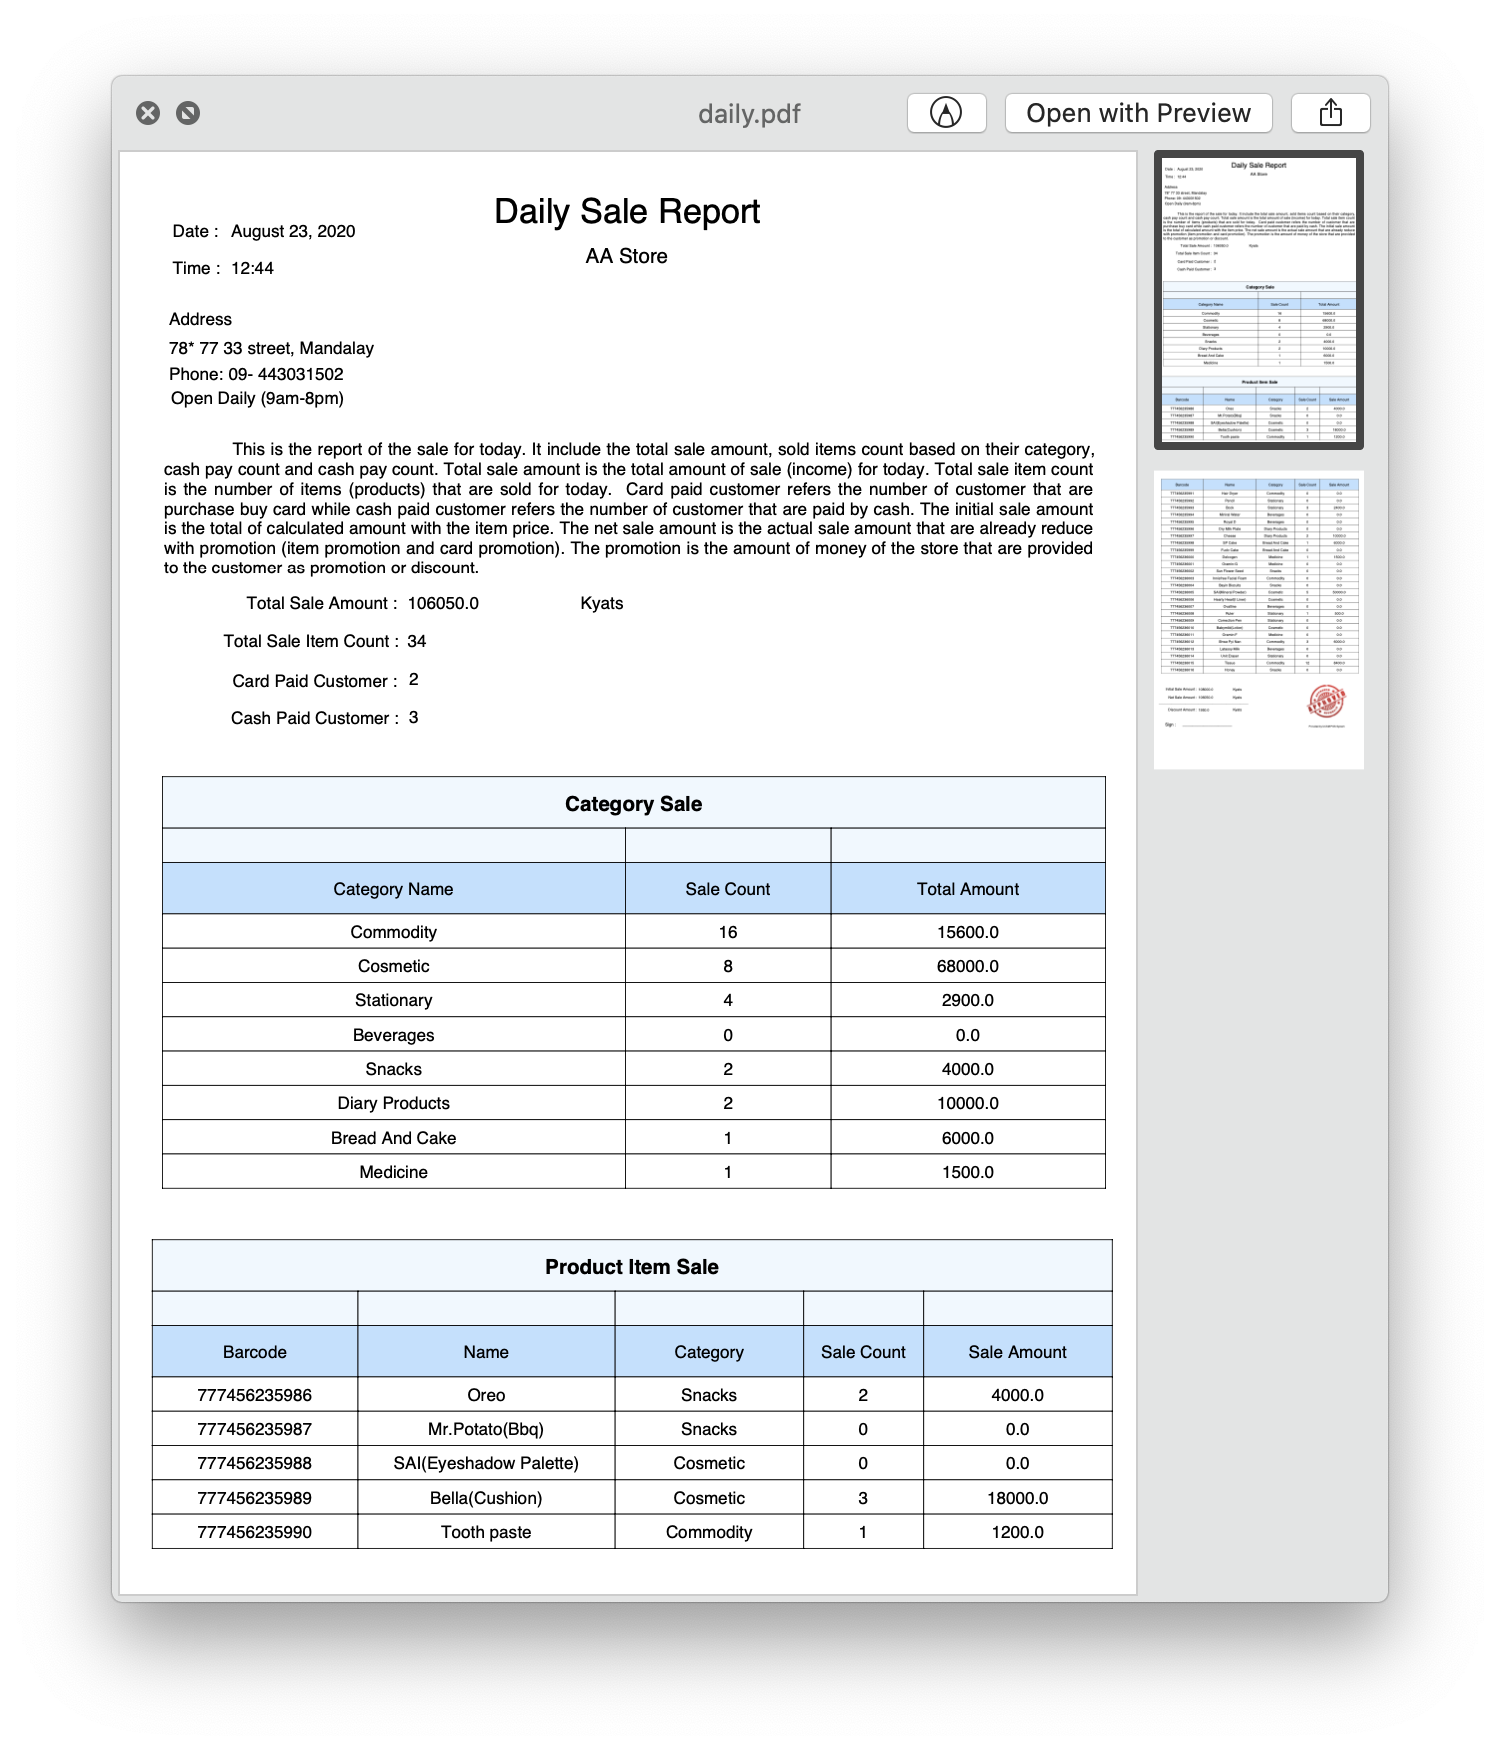 daily.pdf
Open with Preview
Daily Sale Report
Date : August 23, 2020
AA Store
Time : 12:44
Address
78* 77 33 street, Mandalay
Phone: 09- 443031502
Open Daily (9am-8pm)
This is the report of the sale for today. It include the total sale amount, sold items count based on their category,
cash pay count and cash pay count. Total sale amount is the total amount of sale (income) for today. Total sale item count
is the number of items (products) that are sold for today. Card paid customer refers the number of customer that are
purchase buy card while cash paid customer refers the number of customer that are paid by cash. The initial sale amount
is the total of calculated amount with the item price. The net sale amount is the actual sale amount that are already reduce
with promotion (item promotion and card promotion). The promotion is the amount of money of the store that are provided
to the customer as promotion or discount.
Total Sale Amount : 106050.0 Kyats
Total Sale Item Count : 34
Card Paid Customer : 2
Cash Paid Customer : 3
Category Sale
Category Name Sale Count Total Amount
Commodity 16 15600.0
Cosmetic 8 68000.0
Stationary 4 2900.0
Beverages 0 0.0
Snacks 2 4000.0
Diary Products 2 10000.0
Bread And Cake 1 6000.0
Medicine 1 1500.0
Product Item Sale
Barcode Name Category Sale Count Sale Amount
777456235986 Oreo Snacks 2 4000.0
777456235987 Mr.Potato(Bbq) Snacks 0 0.0
777456235988 SAI(Eyeshadow Palette) Cosmetic 0 0.0
777456235989 Bella(Cushion) Cosmetic 3 18000.0
777456235990 Tooth paste Commodity 1 1200.0